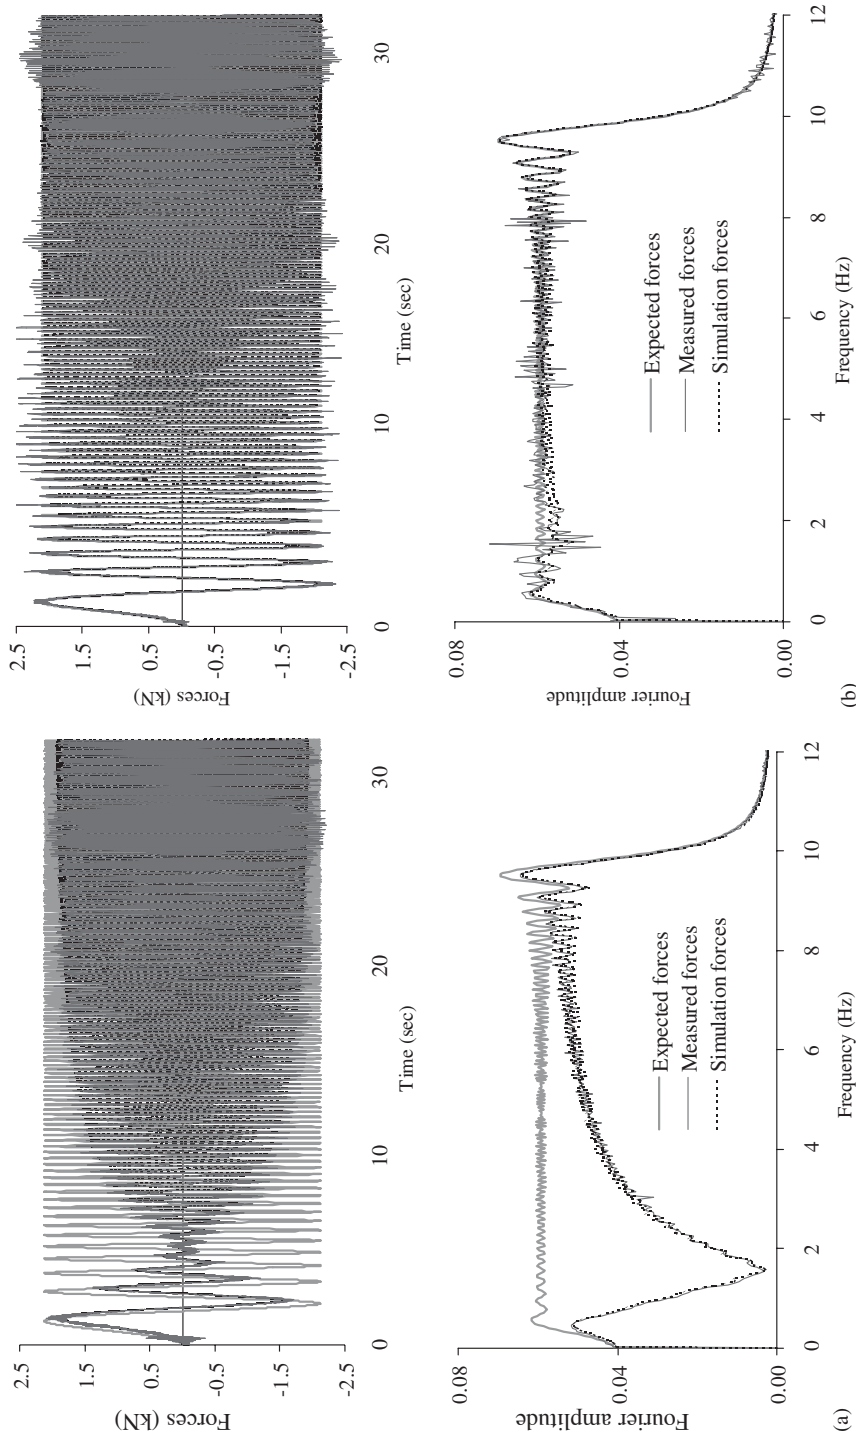 2.5
1.5
0.5
-0.5
-1.5
-2.5
Forces (kN)
0
10
20
30
Time (sec)
0.08
0.04
0.00
Fourier amplitude
Expected forces
Measured forces
Simulation forces
0
2
4
6
8
10
12
Frequency (Hz)
(a)
2.5
1.5
0.5
-0.5
-1.5
-2.5
Forces (kN)
0
10
20
30
Time (sec)
0.08
0.04
0.00
Fourier amplitude
Expected forces
Measured forces
Simulation forces
0
2
4
6
8
10
12
Frequency (Hz)
(b)